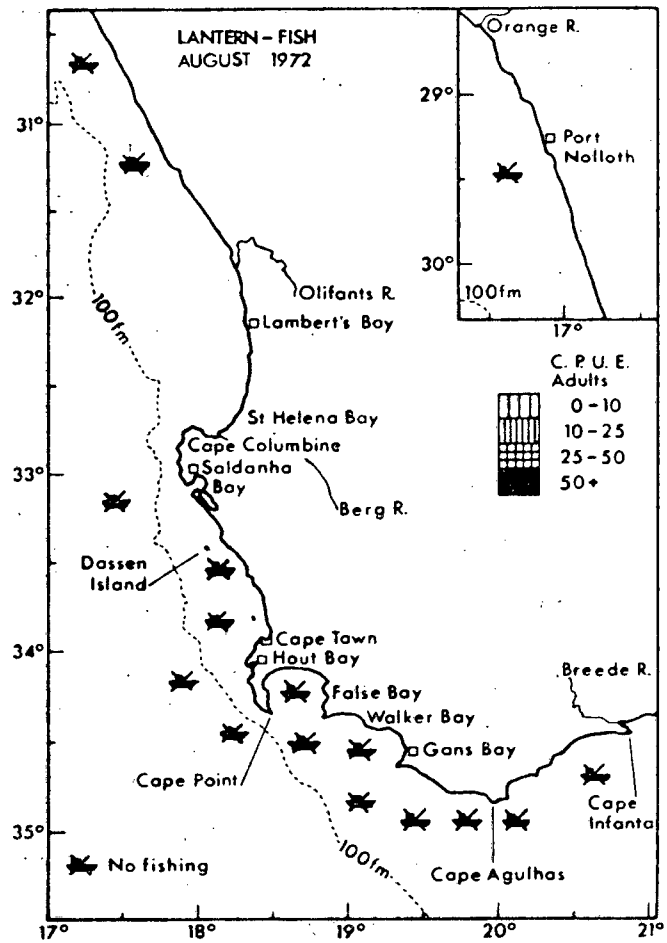 LANTERN-FISH
AUGUST 1972
Orange R.
29°
Port
Nolloth
30°
100fm
17°
31°
Olifants R.
32°
100fm
Lambert's Bay
C. P. U. E.
Adults
0-10
10-25
25-50
50+
St Helena Bay
Cape Columbine
Saldanha
Bay
33°
Berg R.
Dassen
Island
34°
Cape Town
Hout Bay
Breede R.
False Bay
Walker Bay
Gans Bay
Cape Point
Cape
Infanta
35°
100fm
No fishing
Cape Agulhas
17°
18°
19°
20°
21°